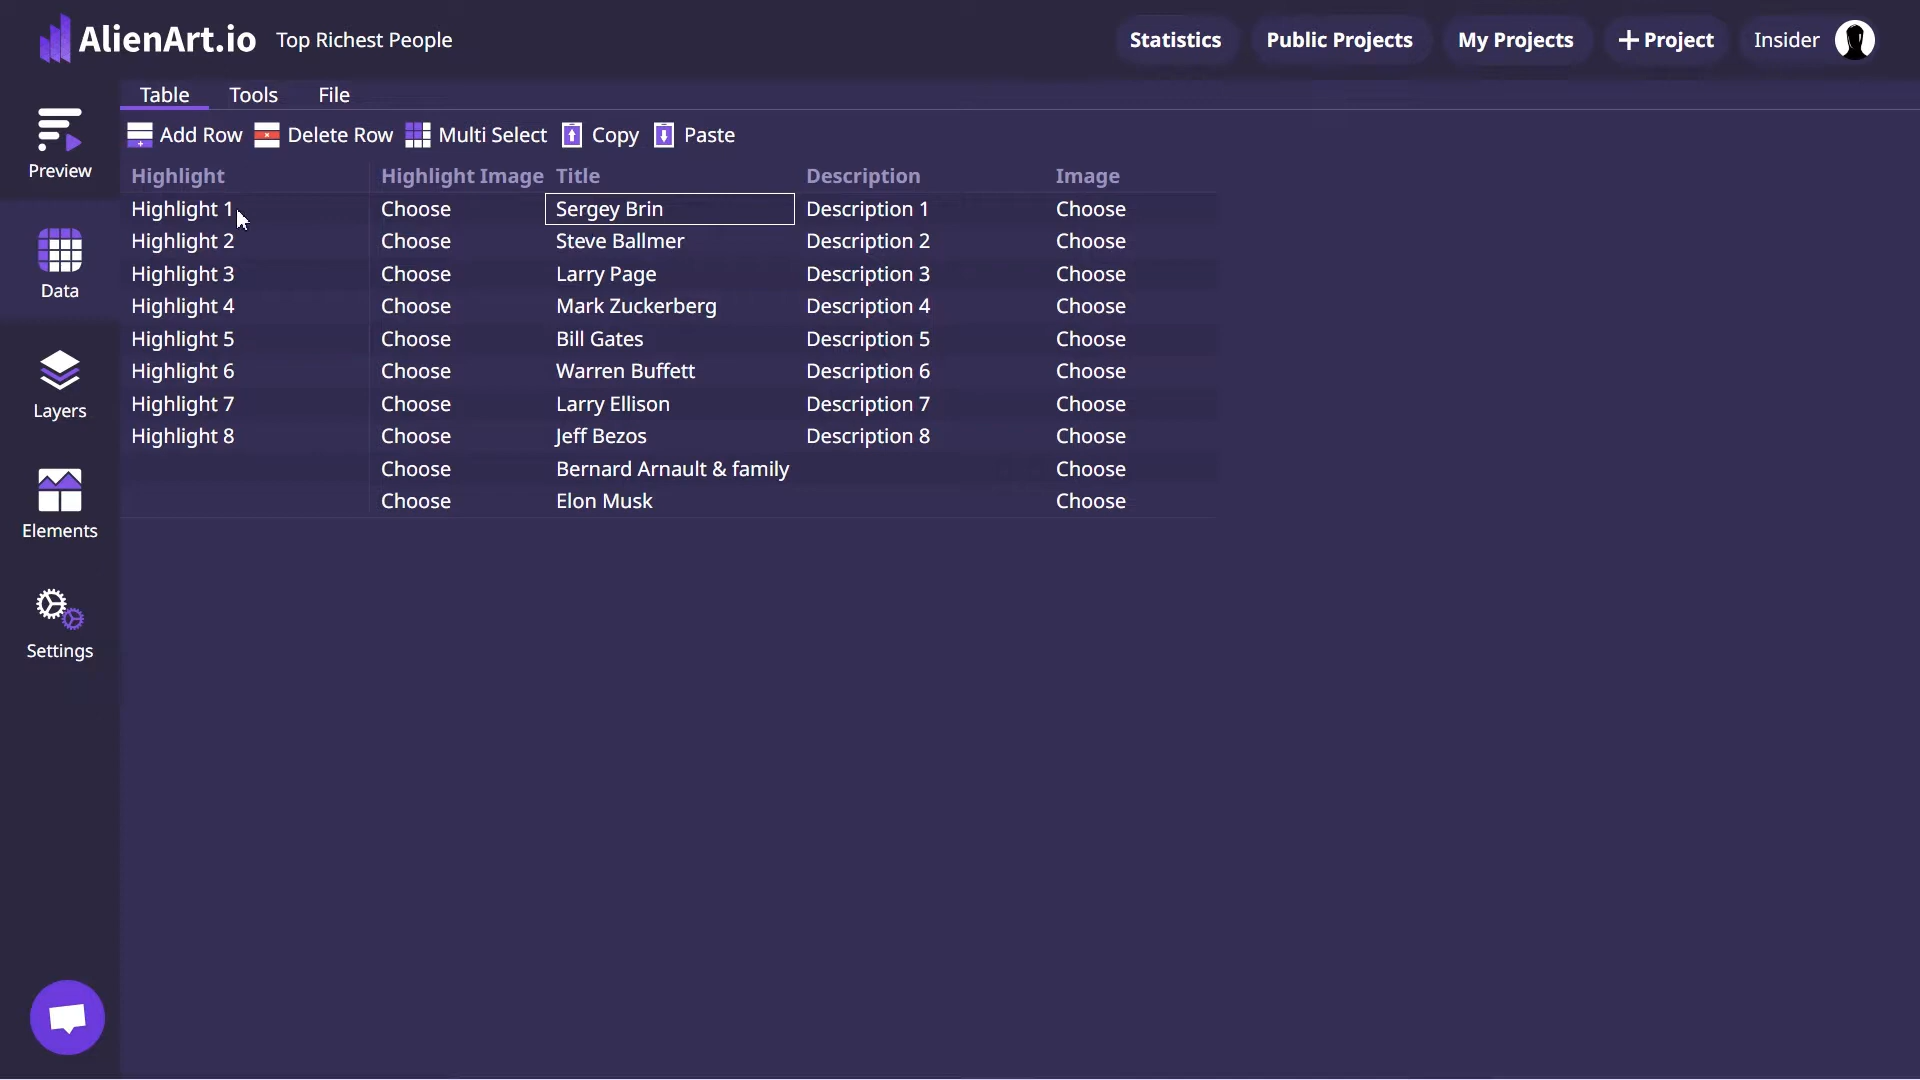 AlienArt.io Top Richest People Statistics Public Projects My Projects + Project Insider
Table Tools File
Add Row Delete Row Multi Select Copy Paste
Preview
Highlight Highlight Image Title Description Image
Highlight 1 Choose Sergey Brin Description 1 Choose
Highlight 2 Choose Steve Ballmer Description 2 Choose
Highlight 3 Choose Larry Page Description 3 Choose
Data
Highlight 4 Choose Mark Zuckerberg Description 4 Choose
Highlight 5 Choose Bill Gates Description 5 Choose
Highlight 6 Choose Warren Buffett Description 6 Choose
Highlight 7 Choose Larry Ellison Description 7 Choose
Layers
Highlight 8 Choose Jeff Bezos Description 8 Choose
Choose Bernard Arnault & family Choose
Choose Elon Musk Choose
Elements
Settings